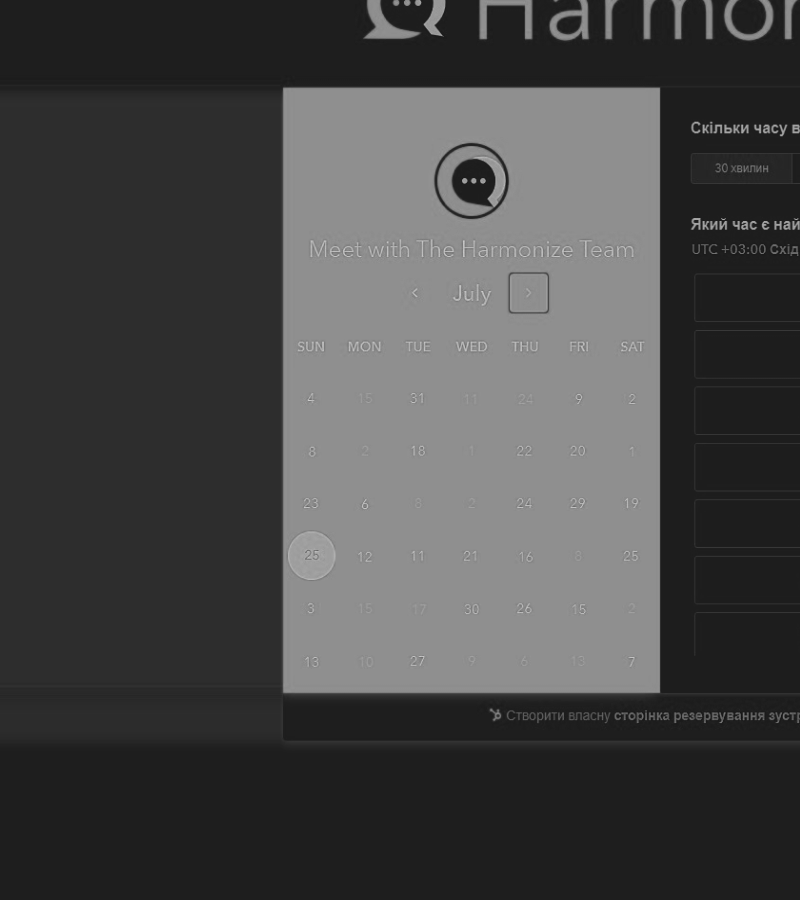 Harmon
Скільки часу в
30 хвилин
Meet with The Harmonize Team
Який час є най
UTC +03:00 Схід
July
SUN MON TUE WED THU FRI SAT
4 15 31 11 24 9 2
8 2 18 1 22 20 1
23 6 8 2 24 29 19
25 12 11 21 16 8 25
3 15 17 30 26 15 2
13 10 27 9 6 13 7
Створити власну сторінка резервування зустр